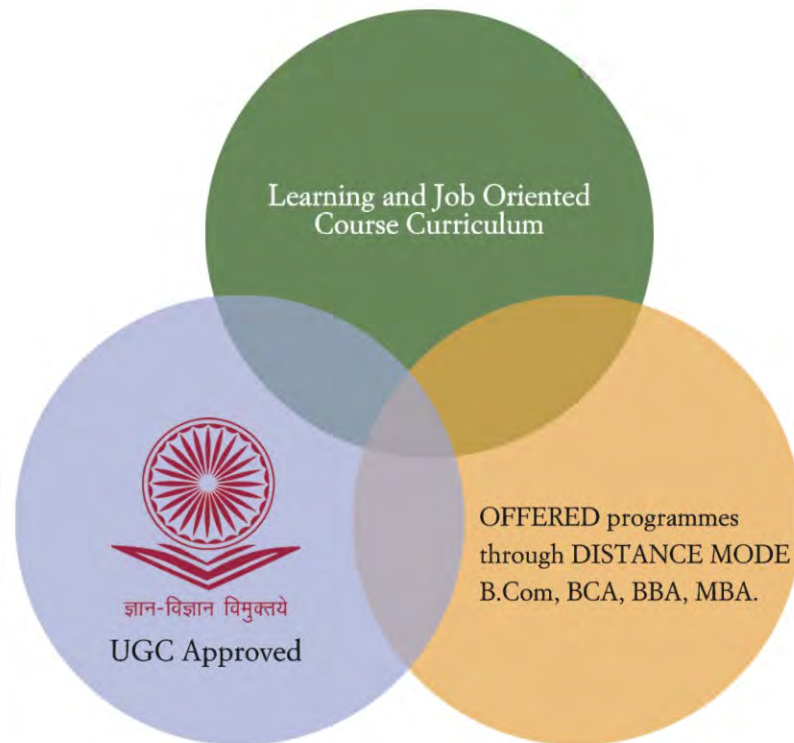 Learning and Job Oriented
Course Curriculum
ज्ञान-विज्ञान विमुक्तये
UGC Approved
OFFERED programmes
through DISTANCE MODE
B.Com, BCA, BBA, MBA.